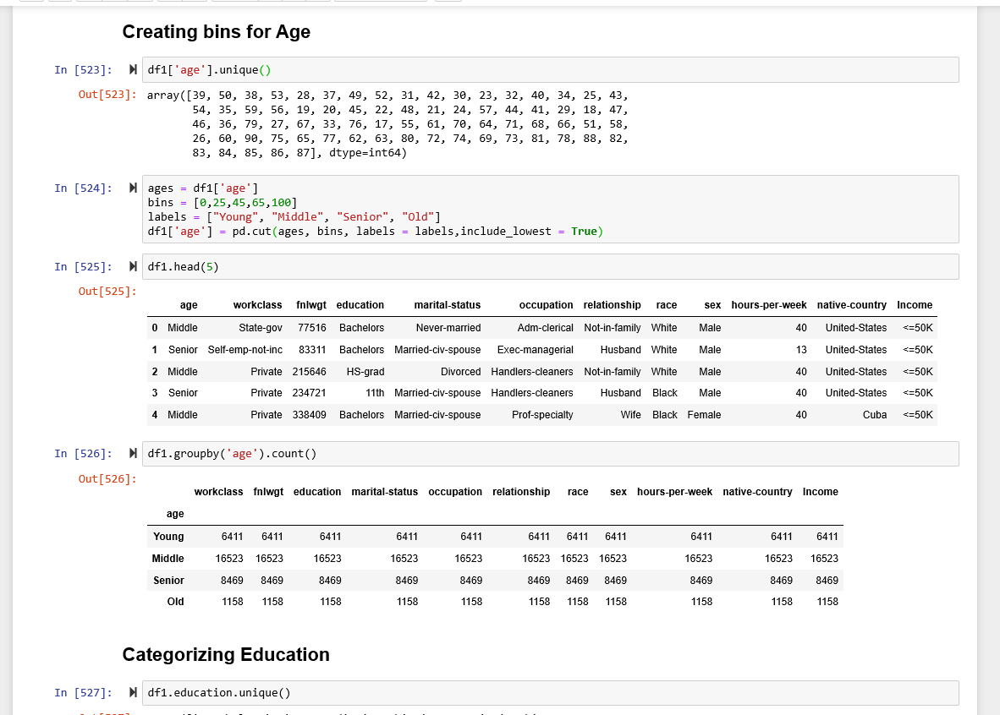 Creating bins for Age
In [523]: df1['age'].unique()
Out[523]: array([39, 50, 38, 53, 28, 37, 49, 52, 31, 42, 30, 23, 32, 40, 34, 25, 43,
54, 35, 59, 56, 19, 20, 45, 22, 48, 21, 24, 57, 44, 41, 29, 18, 47,
46, 36, 79, 27, 67, 33, 76, 17, 55, 61, 70, 64, 71, 68, 66, 51, 58,
26, 60, 90, 75, 65, 77, 62, 63, 80, 72, 74, 69, 73, 81, 78, 88, 82,
83, 84, 85, 86, 87], dtype=int64)
In [524]: ages = df1['age']
bins = [0,25,45,65,100]
labels = ["Young", "Middle", "Senior", "Old"]
df1['age'] = pd.cut(ages, bins, labels = labels,include_lowest = True)
In [525]: df1.head(5)
Out[525]:
age workclass fnlwgt education marital-status occupation relationship race sex hours-per-week native-country Income
0 Middle State-gov 77516 Bachelors Never-married Adm-clerical Not-in-family White Male 40 United-States <=50K
1 Senior Self-emp-not-inc 83311 Bachelors Married-civ-spouse Exec-managerial Husband White Male 13 United-States <=50K
2 Middle Private 215646 HS-grad Divorced Handlers-cleaners Not-in-family White Male 40 United-States <=50K
3 Senior Private 234721 11th Married-civ-spouse Handlers-cleaners Husband Black Male 40 United-States <=50K
4 Middle Private 338409 Bachelors Married-civ-spouse Prof-specialty Wife Black Female 40 Cuba <=50K
In [526]: df1.groupby('age').count()
Out[526]:
workclass fnlwgt education marital-status occupation relationship race sex hours-per-week native-country Income
age
Young 6411 6411 6411 6411 6411 6411 6411 6411 6411 6411 6411
Middle 16523 16523 16523 16523 16523 16523 16523 16523 16523 16523 16523
Senior 8469 8469 8469 8469 8469 8469 8469 8469 8469 8469 8469
Old 1158 1158 1158 1158 1158 1158 1158 1158 1158 1158 1158
Categorizing Education
In [527]: df1.education.unique()